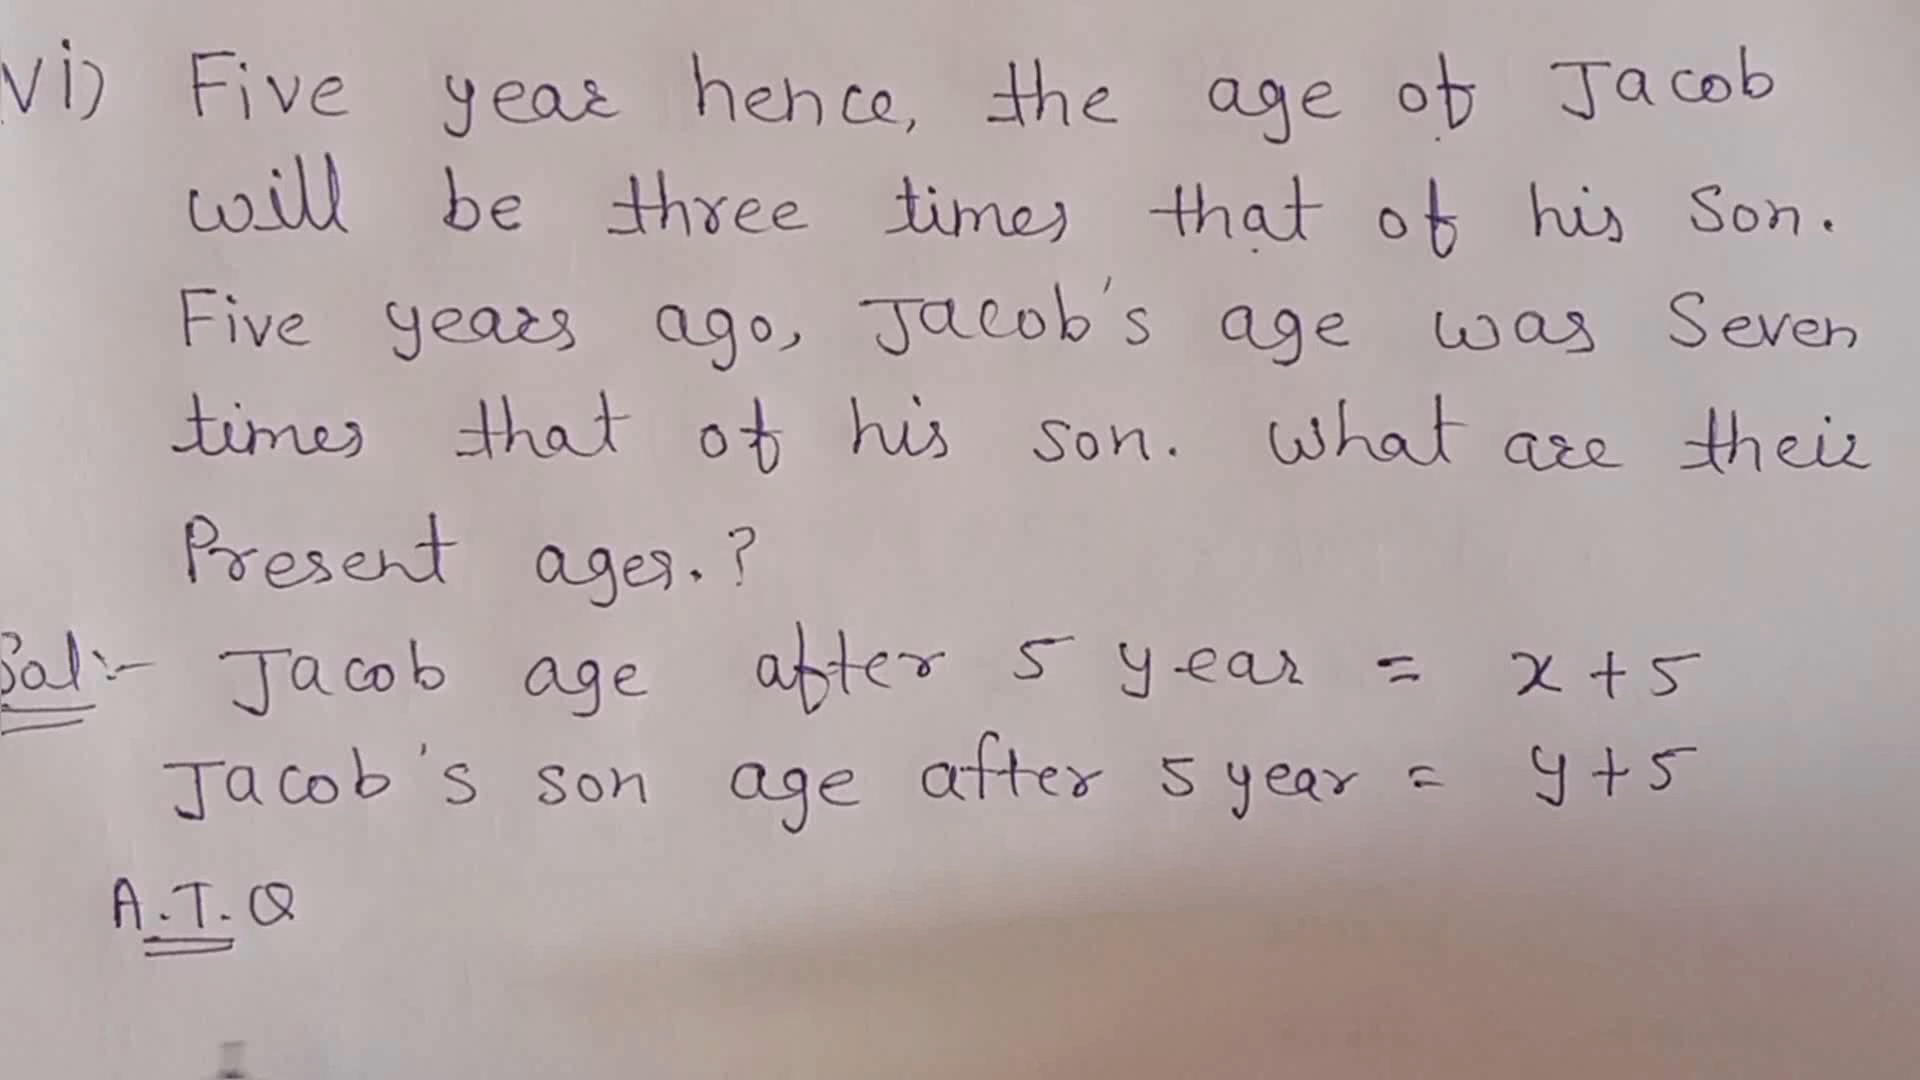 vi) Five year hence, the age of Jacob
will be three times that of his Son.
Five years ago, Jacob's age was Seven
times that of his son. What are their
Present ages.?
Sol:- Jacob age after 5 year = x+5
Jacob's son age after 5 year = y+5
A.T.Q